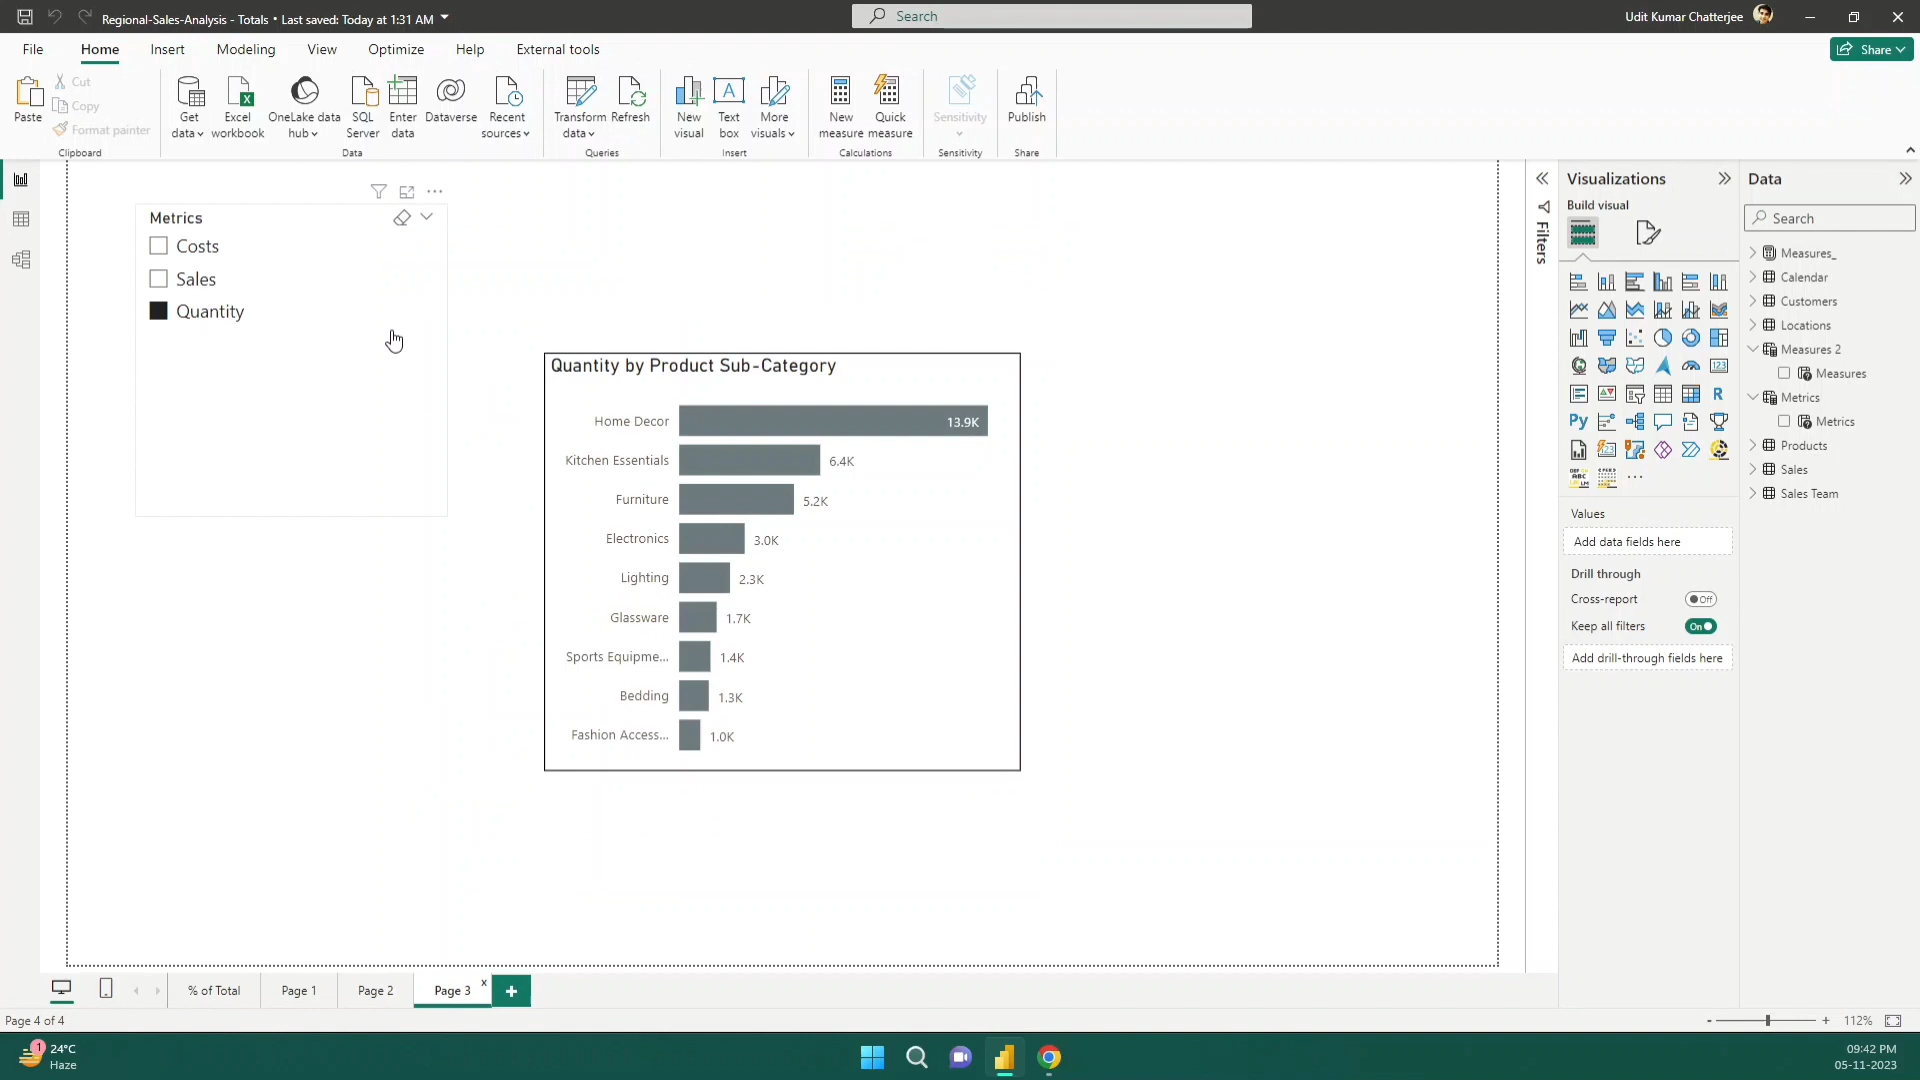 Regional-Sales-Analysis - Totals • Last saved: Today at 1:31 AM
Search
Udit Kumar Chatterjee
File
Home
Insert
Modeling
View
Optimize
Help
External tools
Share
Paste
Cut
Copy
Format painter
Clipboard
Get data
Excel workbook
OneLake data hub
SQL Server
Enter data
Dataverse
Recent sources
Data
Transform data
Refresh
Queries
New visual
Text box
More visuals
Insert
New measure
Quick measure
Calculations
Sensitivity
Sensitivity
Publish
Share
Metrics
Costs
Sales
Quantity
Quantity by Product Sub-Category
Home Decor 13.9K
Kitchen Essentials 6.4K
Furniture 5.2K
Electronics 3.0K
Lighting 2.3K
Glassware 1.7K
Sports Equipme... 1.4K
Bedding 1.3K
Fashion Access... 1.0K
Filters
Visualizations
Build visual
R
Py
123
Values
Add data fields here
Drill through
Cross-report
Off
Keep all filters
On
Add drill-through fields here
Data
Search
Measures_
Calendar
Customers
Locations
Measures 2
Measures
Metrics
Metrics
Products
Sales
Sales Team
% of Total
Page 1
Page 2
Page 3
x
+
Page 4 of 4
- + 112%
1
24°C
Haze
09:42 PM
05-11-2023